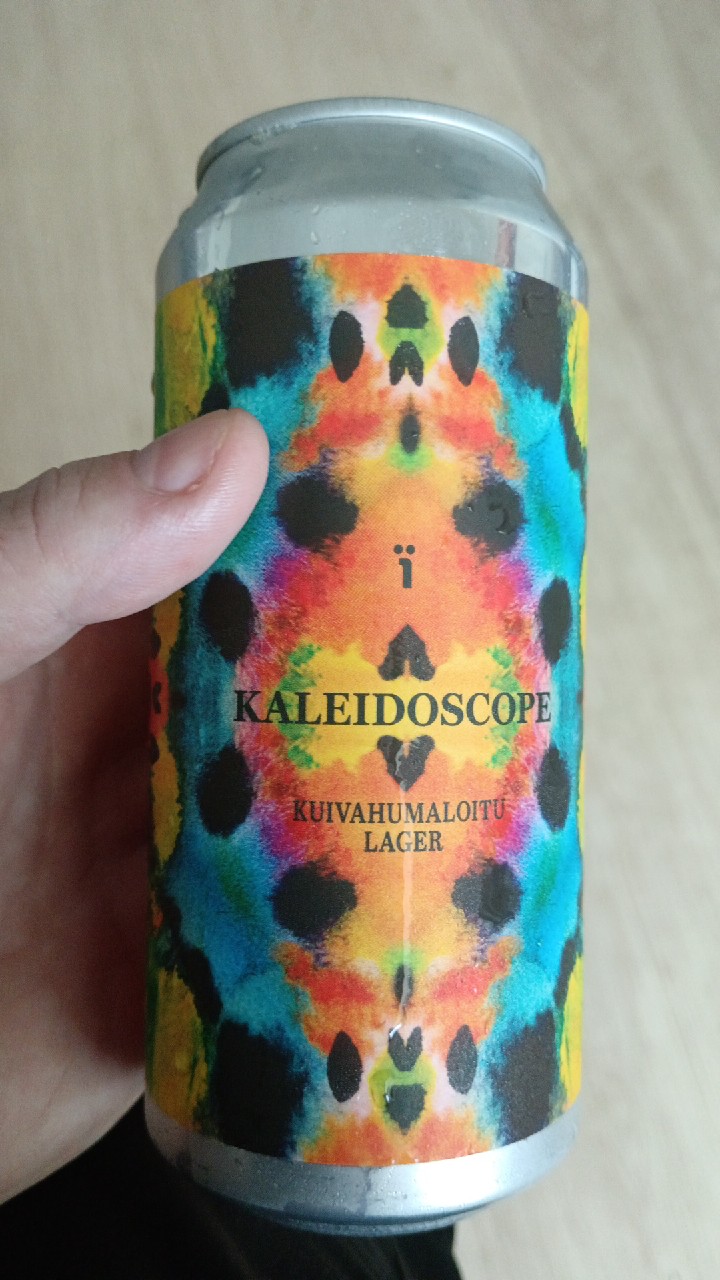 ï
KALEIDOSCOPE
KUIVAHUMALOITU
LAGER